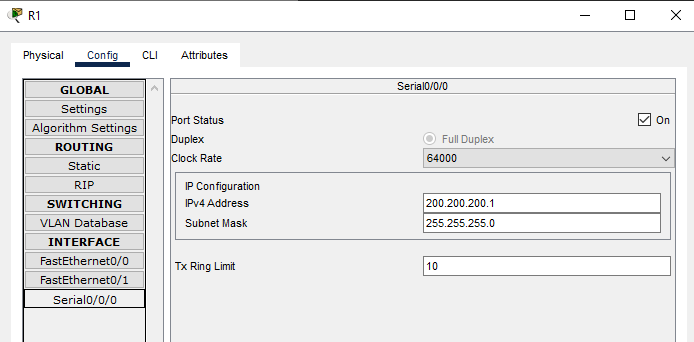 R1
Physical Config CLI Attributes
GLOBAL
Settings
Algorithm Settings
ROUTING
Static
RIP
SWITCHING
VLAN Database
INTERFACE
FastEthernet0/0
FastEthernet0/1
Serial0/0/0
Serial0/0/0
Port Status On
Duplex Full Duplex
Clock Rate 64000
IP Configuration
IPv4 Address 200.200.200.1
Subnet Mask 255.255.255.0
Tx Ring Limit 10